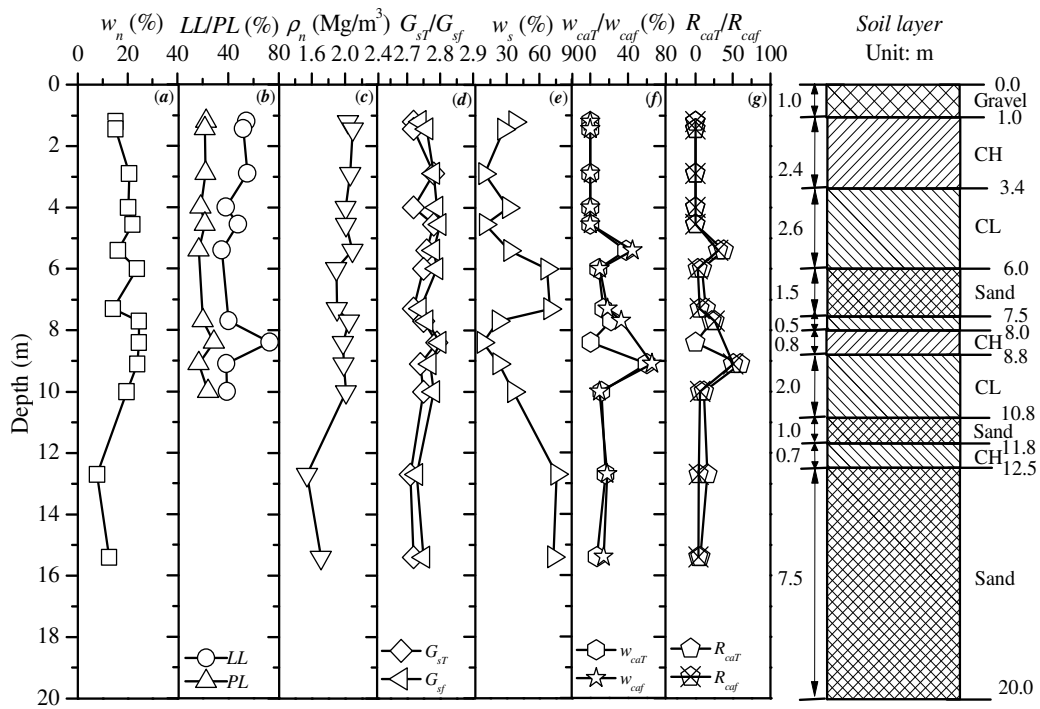 w_n (%) LL/PL (%) ρ_n (Mg/m³) G_sT/G_sf w_s (%) w_caT/w_caf (%) R_caT/R_caf Soil layer
Unit: m
0 20 40 40 60 80 1.6 2.0 2.4 2.7 2.8 2.9 30 60 90 0 40 80 0 50 100
(a) (b) (c) (d) (e) (f) (g)
Depth (m)
0
2
4
6
8
10
12
14
16
18
20
LL
PL
G_sT
G_sf
w_caT
w_caf
R_caT
R_caf
1.0
2.4
2.6
1.5
0.5
0.8
2.0
1.0
0.7
7.5
0.0
Gravel
1.0
CH
3.4
CL
6.0
Sand
7.5
8.0
CH
8.8
CL
10.8
Sand
11.8
CH
12.5
Sand
20.0